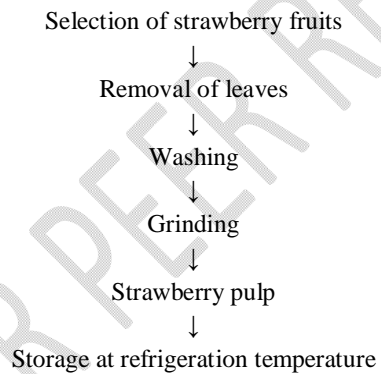 Selection of strawberry fruits
↓
Removal of leaves
↓
Washing
↓
Grinding
↓
Strawberry pulp
↓
Storage at refrigeration temperature